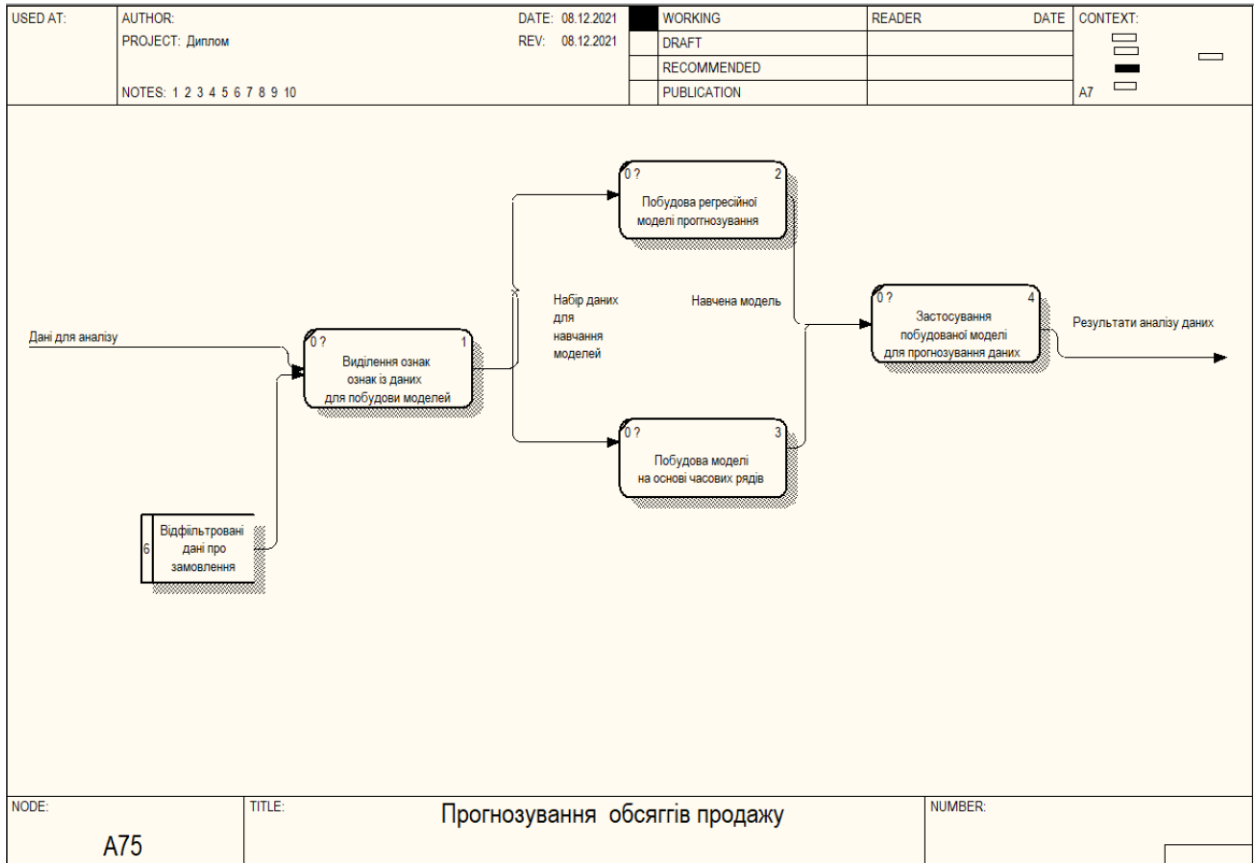 USED AT:
AUTHOR:
DATE: 08.12.2021
PROJECT: Диплом
REV: 08.12.2021
NOTES: 1 2 3 4 5 6 7 8 9 10
WORKING
DRAFT
RECOMMENDED
PUBLICATION
READER
DATE
CONTEXT:
A7
Дані для аналізу
0 ?
1
Виділення ознак
ознак із даних
для побудови моделей
6
Відфіільтровані
дані про
замовлення
Набір даних
для
навчання
моделей
0 ?
2
Побудова регресійної
моделі прогтнозування
0 ?
3
Побудова моделі
на основі часових рядів
Навчена модель
0 ?
4
Застосування
побудованої моделі
для прогнозування даних
Результати аналізу даних
NODE:
A75
TITLE:
Прогнозування обсяггів продажу
NUMBER: